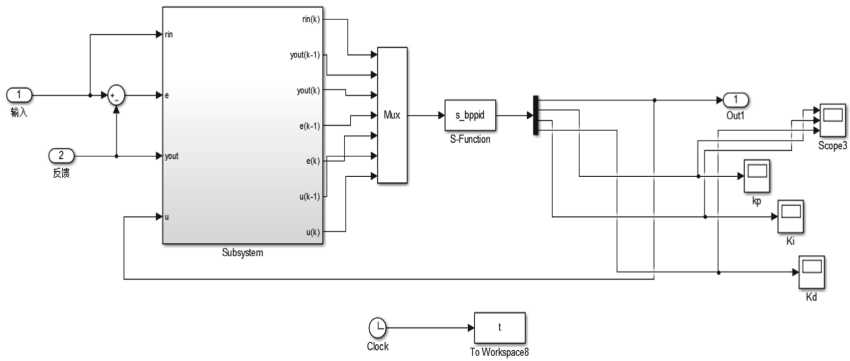 rin(k)
rin
yout(k-1)
yout(k)
1
输入
+
-
e
e(k-1)
Mux
s_bppid
S-Function
1
Out1
Scope3
2
反馈
yout
e(k)
kp
u(k-1)
u
u(k)
Ki
Subsystem
Kd
Clock
t
To Workspace8